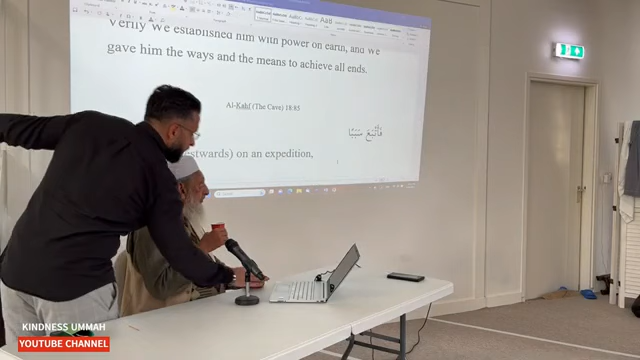 Verily We established him with power on earth, and We
gave him the ways and the means to achieve all ends.
Al-Kahf (The Cave) 18:85
فَأَتْبَعَ سَبَبًا
estwards) on an expedition,
KINDNESS UMMAH
YOUTUBE CHANNEL